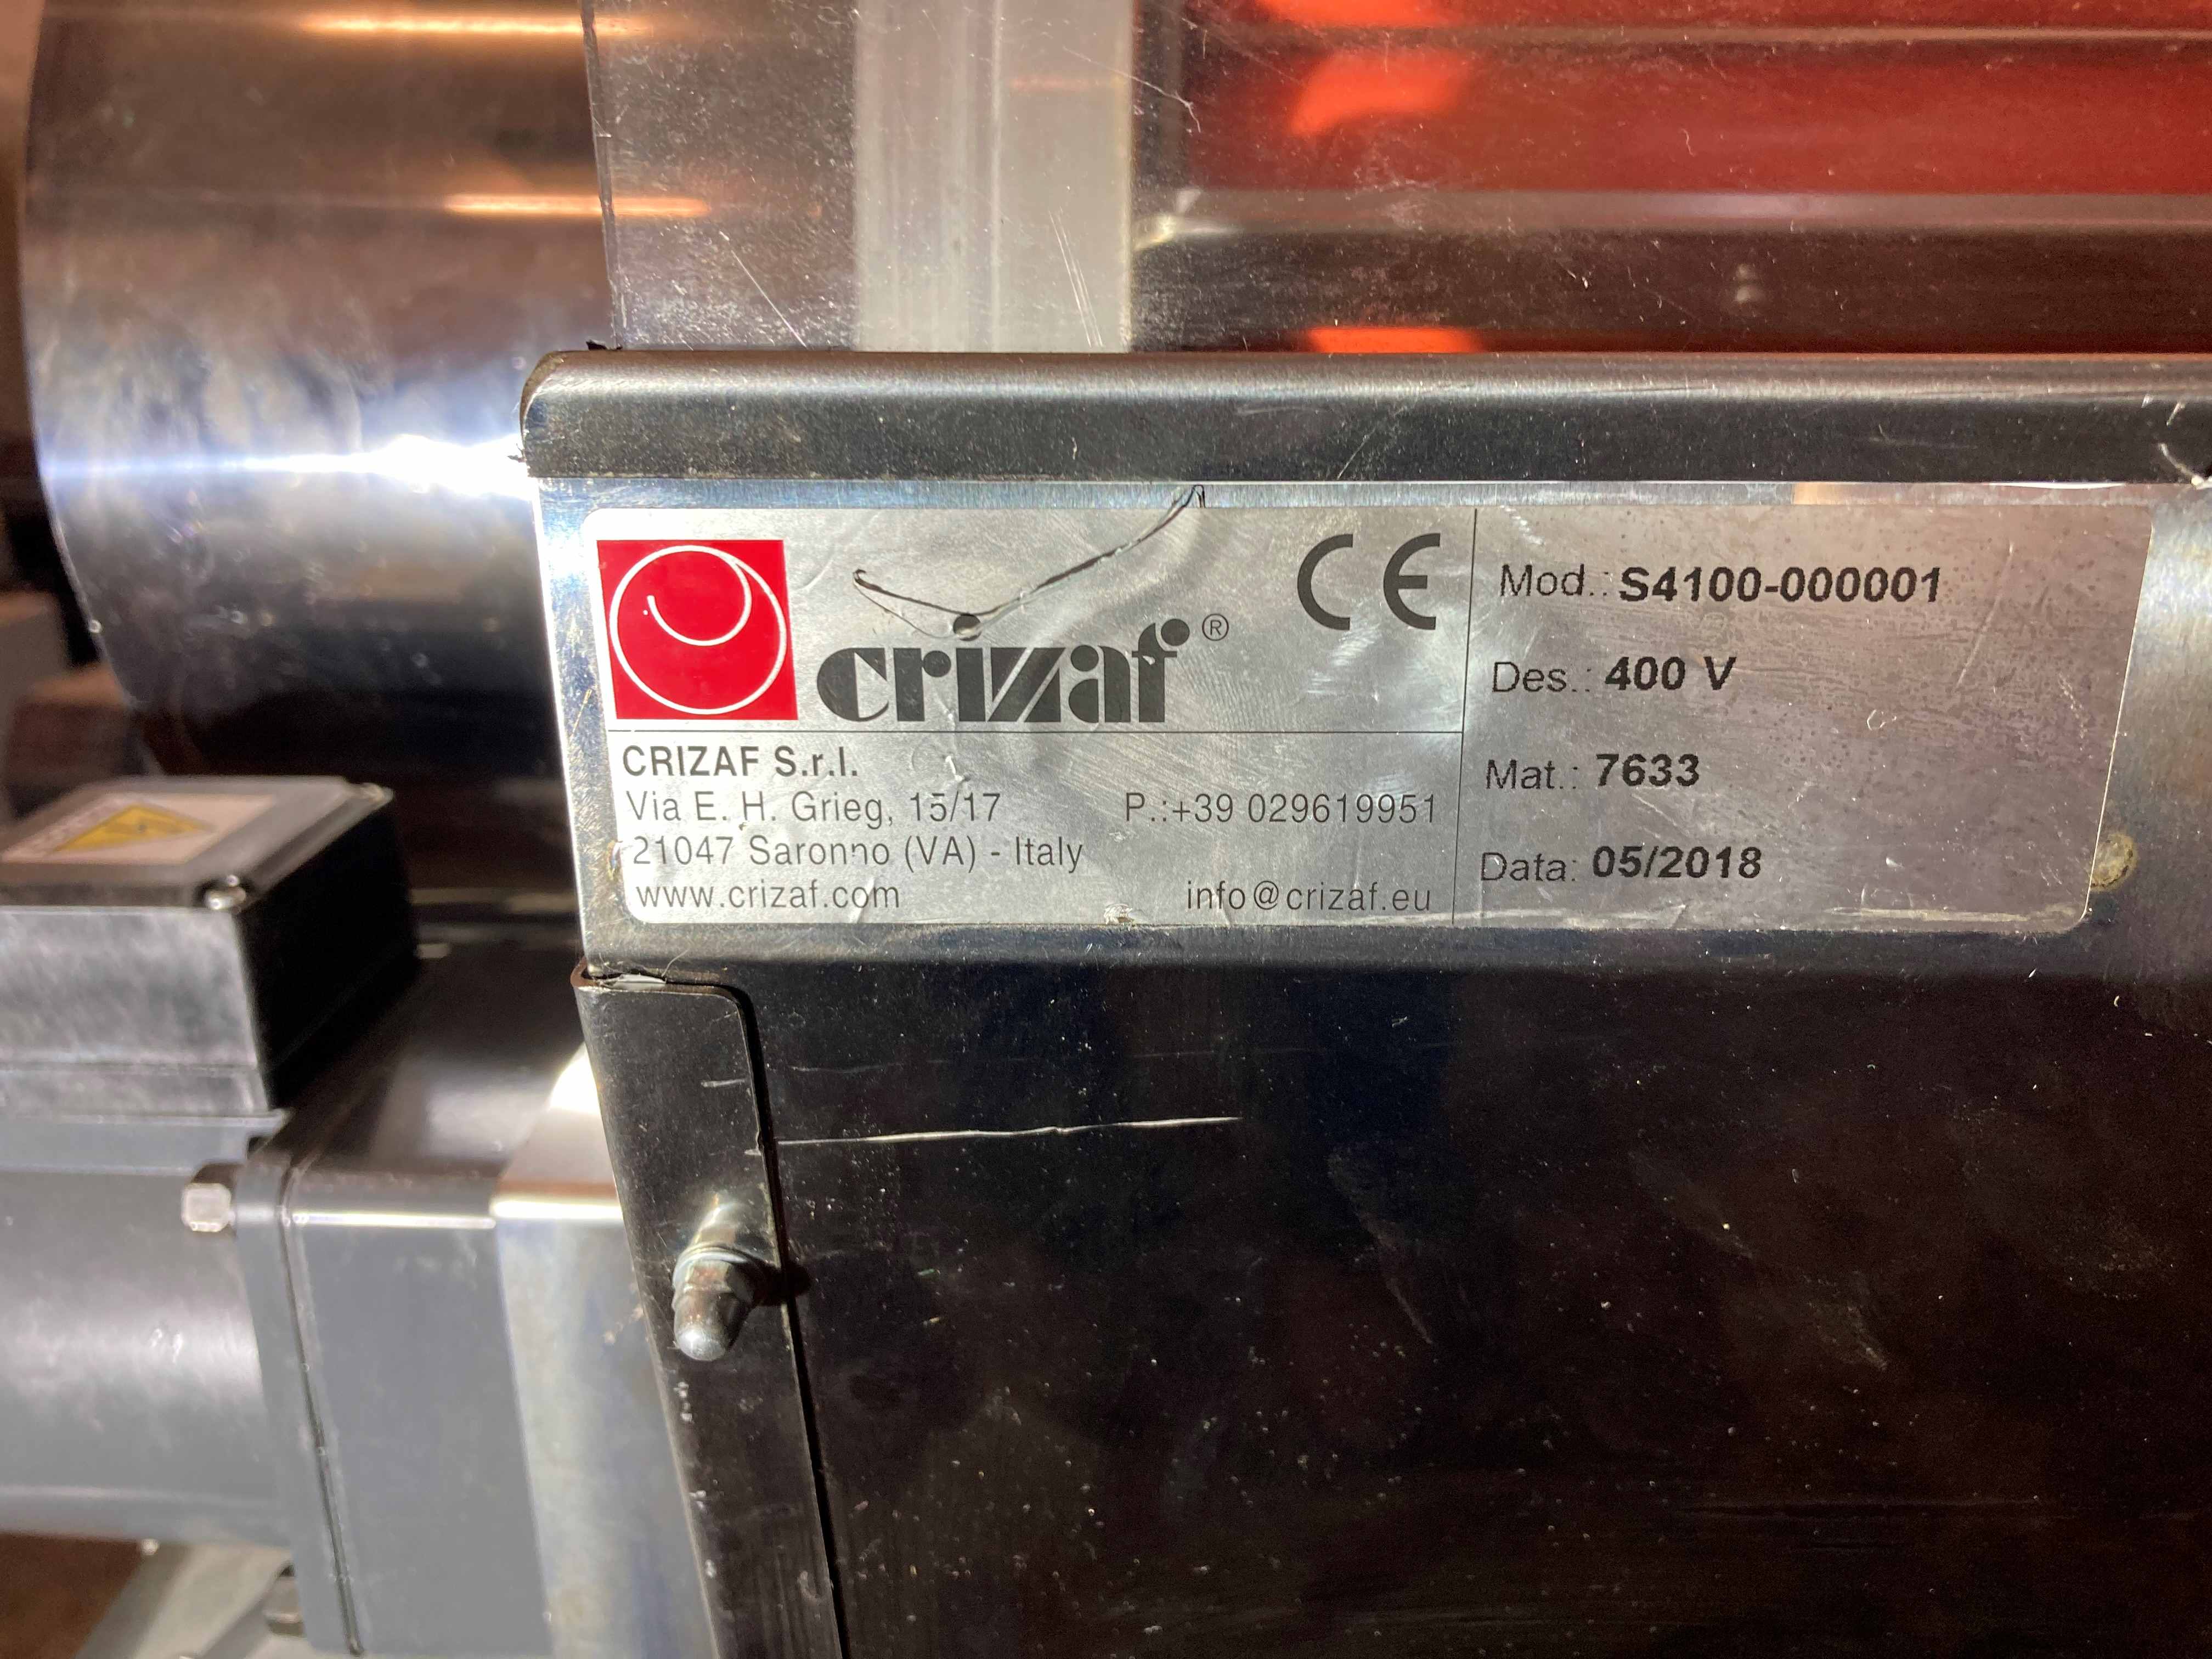 crizaf®
CE
CRIZAF S.r.l.
Via E. H. Grieg, 15/17 P.:+39 029619951
21047 Saronno (VA) - Italy
www.crizaf.com info@crizaf.eu
Mod.: S4100-000001
Des.: 400 V
Mat.: 7633
Data: 05/2018